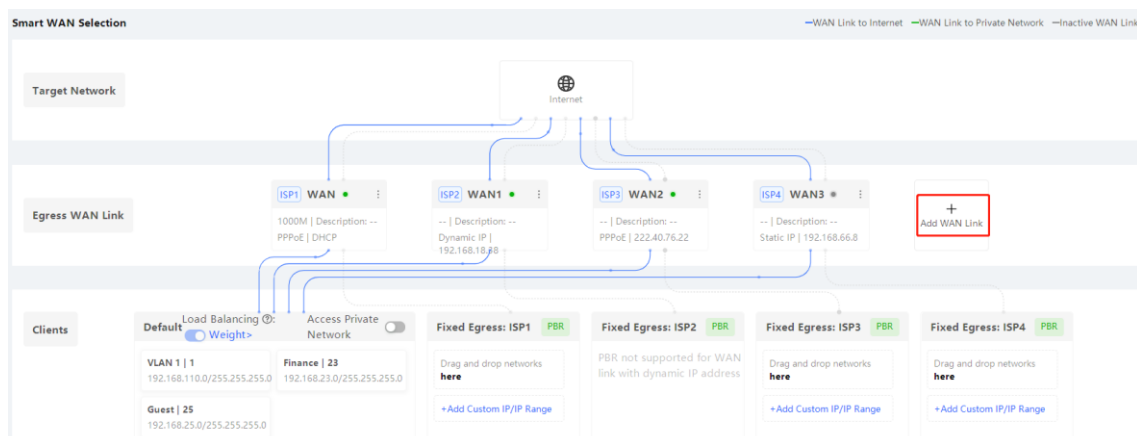 Smart WAN Selection
WAN Link to Internet WAN Link to Private Network Inactive WAN Link
Target Network
Internet
Egress WAN Link
ISP1 WAN
1000M | Description: --
PPPoE | DHCP
ISP2 WAN1
-- | Description: --
Dynamic IP |
192.168.18.38
ISP3 WAN2
-- | Description: --
PPPoE | 222.40.76.22
ISP4 WAN3
-- | Description: --
Static IP | 192.168.66.8
+
Add WAN Link
Clients
Default
Load Balancing ?:
Weight>
Access Private
Network
VLAN 1 | 1
192.168.110.0/255.255.255.0
Finance | 23
192.168.23.0/255.255.255.0
Guest | 25
192.168.25.0/255.255.255.0
Fixed Egress: ISP1 PBR
Drag and drop networks
here
+Add Custom IP/IP Range
Fixed Egress: ISP2 PBR
PBR not supported for WAN
link with dynamic IP address
Fixed Egress: ISP3 PBR
Drag and drop networks
here
+Add Custom IP/IP Range
Fixed Egress: ISP4 PBR
Drag and drop networks
here
+Add Custom IP/IP Range